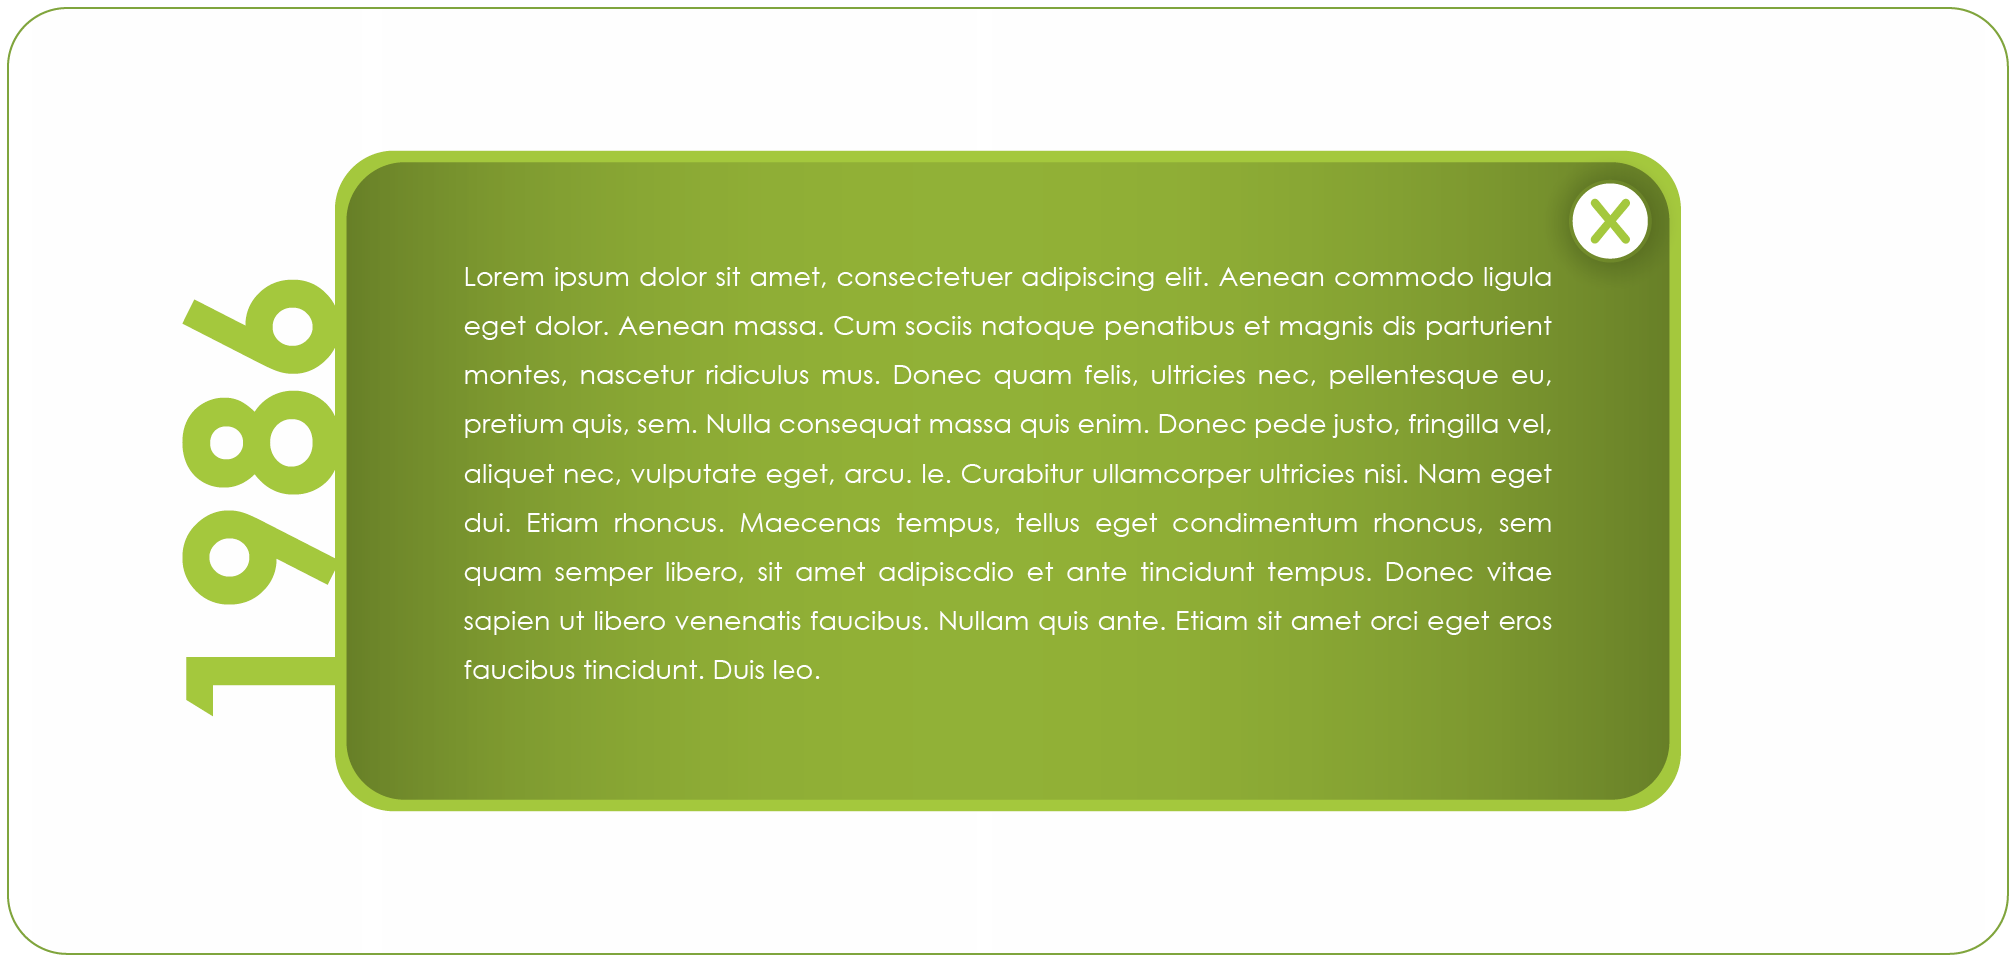 1986
X
Lorem ipsum dolor sit amet, consectetuer adipiscing elit. Aenean commodo ligula
eget dolor. Aenean massa. Cum sociis natoque penatibus et magnis dis parturient
montes, nascetur ridiculus mus. Donec quam felis, ultricies nec, pellentesque eu,
pretium quis, sem. Nulla consequat massa quis enim. Donec pede justo, fringilla vel,
aliquet nec, vulputate eget, arcu. le. Curabitur ullamcorper ultricies nisi. Nam eget
dui. Etiam rhoncus. Maecenas tempus, tellus eget condimentum rhoncus, sem
quam semper libero, sit amet adipiscdio et ante tincidunt tempus. Donec vitae
sapien ut libero venenatis faucibus. Nullam quis ante. Etiam sit amet orci eget eros
faucibus tincidunt. Duis leo.